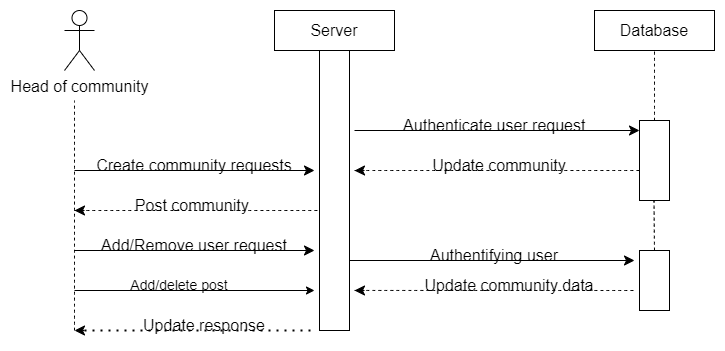 Server
Database
Head of community
Authenticate user request
Create community requests
Update community
Post community
Add/Remove user request
Authentifying user
Add/delete post
Update community data
Update response